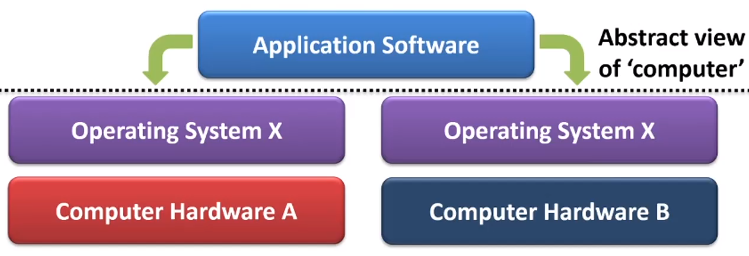 Application Software
Abstract view
of ‘computer’
Operating System X
Operating System X
Computer Hardware A
Computer Hardware B